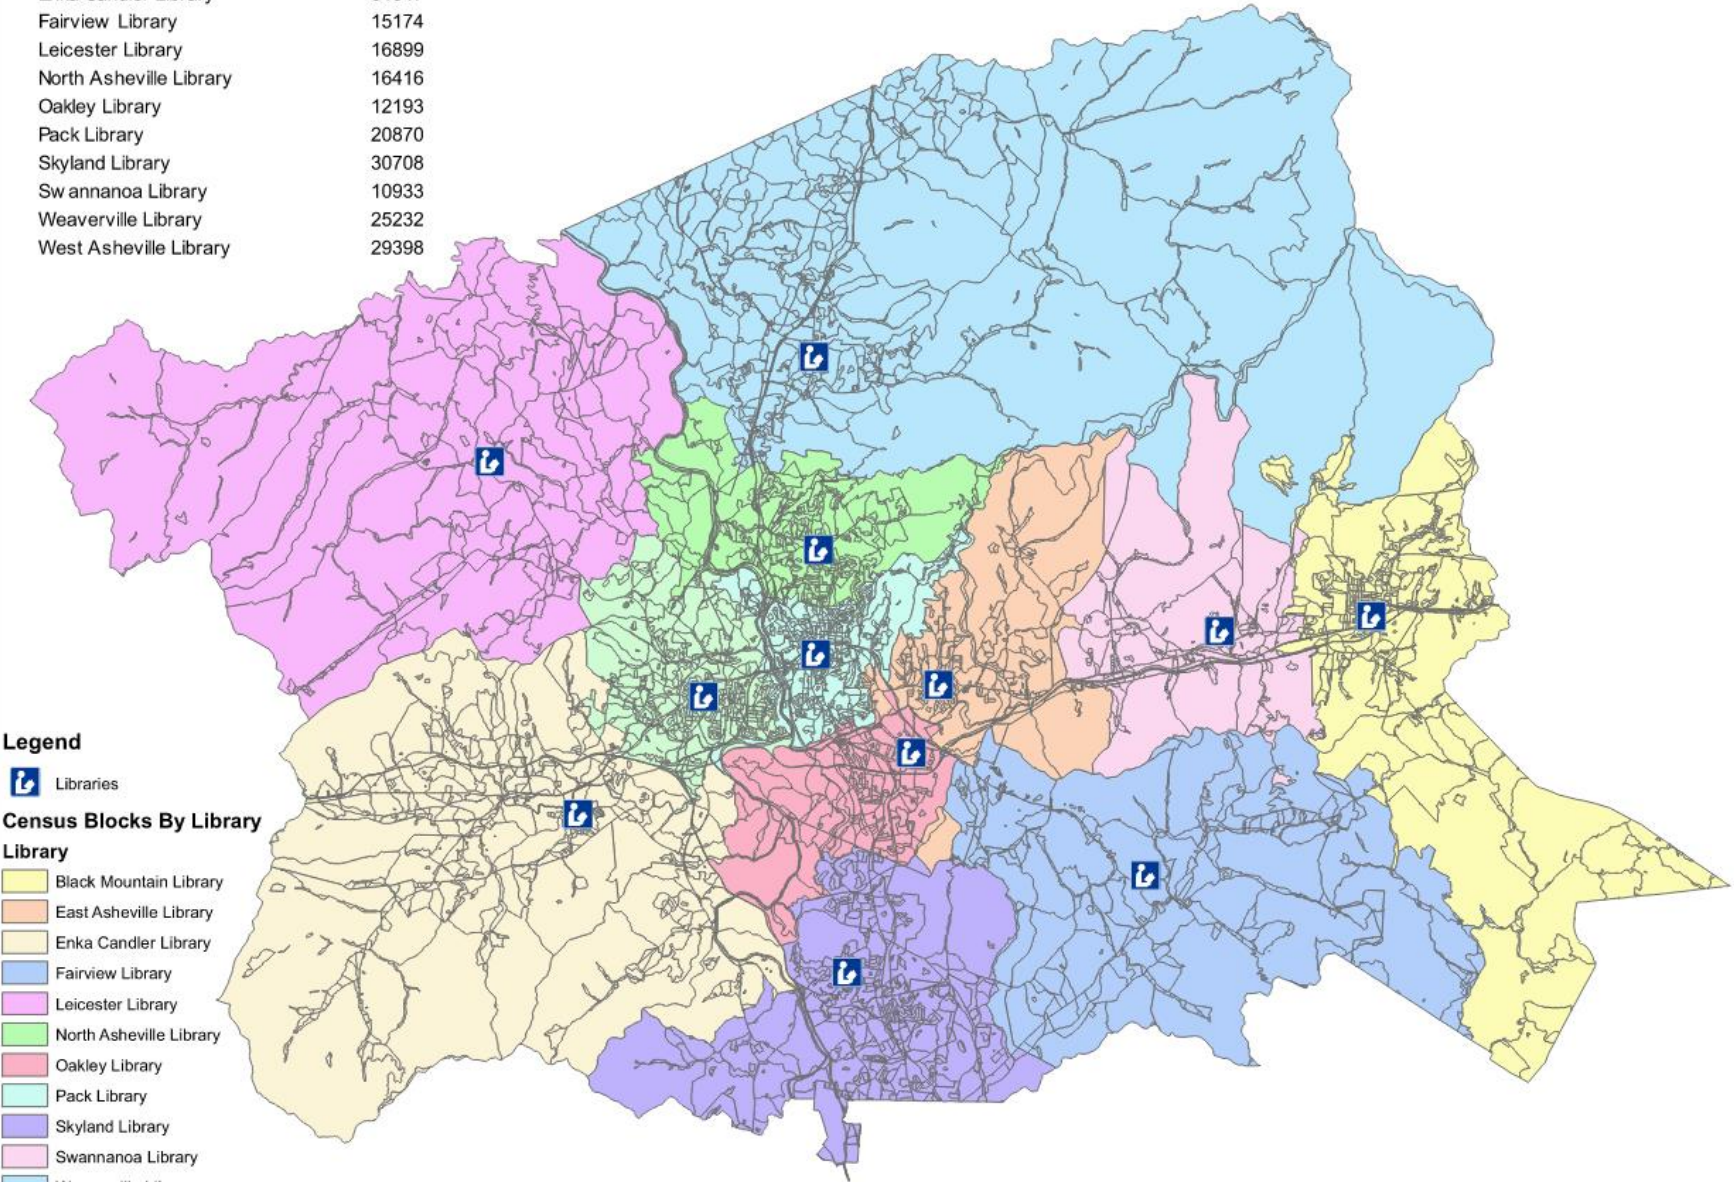 Fairview Library 15174
Leicester Library 16899
North Asheville Library 16416
Oakley Library 12193
Pack Library 20870
Skyland Library 30708
Swannanoa Library 10933
Weaverville Library 25232
West Asheville Library 29398
Legend
Libraries
Census Blocks By Library
Library
Black Mountain Library
East Asheville Library
Enka Candler Library
Fairview Library
Leicester Library
North Asheville Library
Oakley Library
Pack Library
Skyland Library
Swannanoa Library